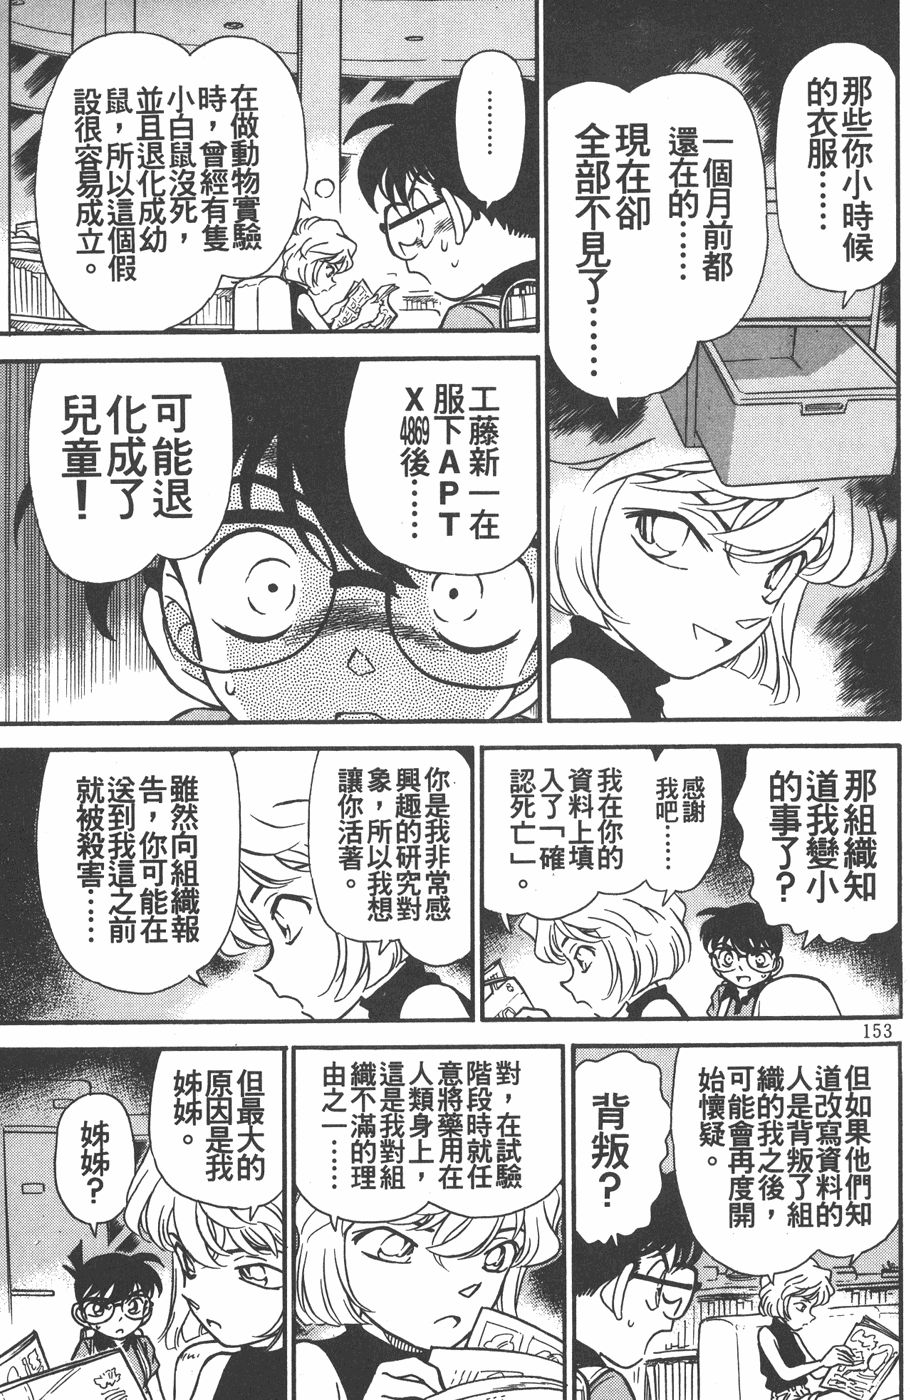 那些你小時候
的衣服……
一個月前都
還在的……
現在卻
全部不見了……
………
在做動物實驗
時，曾經有隻
小白鼠沒死，
並且退化成幼
鼠，所以這個假
設很容易成立。
工藤新一在
服下APT
X4869後……
可能退
化成了
兒童！
那組織知
道我變小
的事了？
感謝
我吧……
我在你的
資料上填
入了「確
認死亡」。
你是我非常感
興趣的研究對
象，所以我想
讓你活著。
雖然向組織報
告，你可能在
送到我這之前
就被殺害……
153
但如果他們知
道改寫資料的
人是背叛了組
織的我之後，
可能會再度開
始懷疑。
背叛？
對，在試驗
階段時就任
意將藥用在
人類身上，
這是我對組
織不滿的理
由之一……
但最大的
原因是我
姊姊。
姊姊？